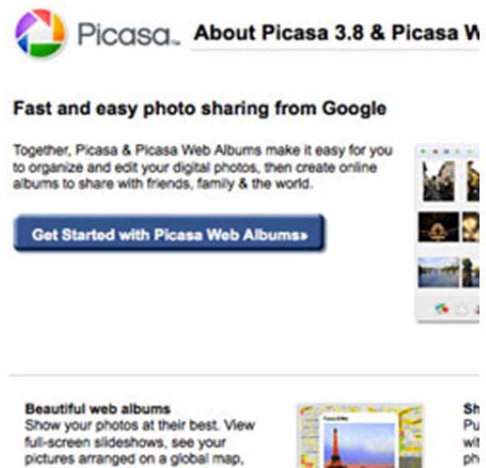 Picasa™ About Picasa 3.8 & Picasa W
Fast and easy photo sharing from Google
Together, Picasa & Picasa Web Albums make it easy for you
to organize and edit your digital photos, then create online
albums to share with friends, family & the world.
Get Started with Picasa Web Albums»
Beautiful web albums
Show your photos at their best. View
full-screen slideshows, see your
pictures arranged on a global map,
Sh
Pu
wit
ph